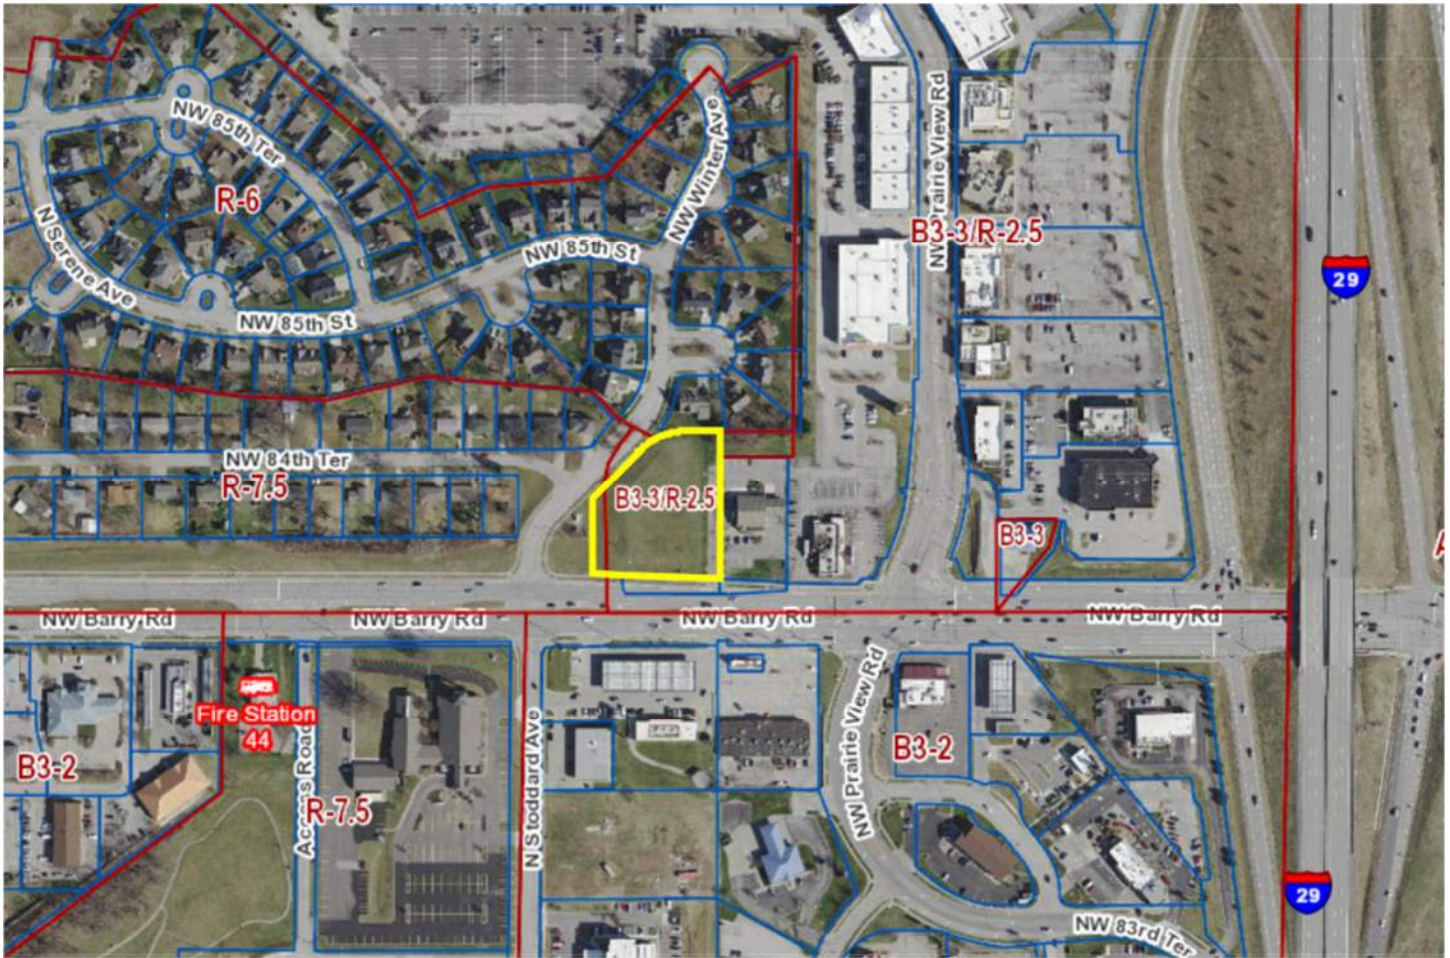 NW 85th Ter
R-6
N Serene Ave
NW 85th St
NW 85th St
NW Winter Ave
NW Prairie View Rd
B3-3/R-2.5
29
NW 84th Ter
R-7.5
B3-3/R-2.5
B3-3
NW Barry Rd
NW Barry Rd
NW Barry Rd
NW Barry Rd
Fire Station
44
B3-2
Access Road
R-7.5
N Stoddard Ave
NW Prairie View Rd
B3-2
29
NW 83rd Ter